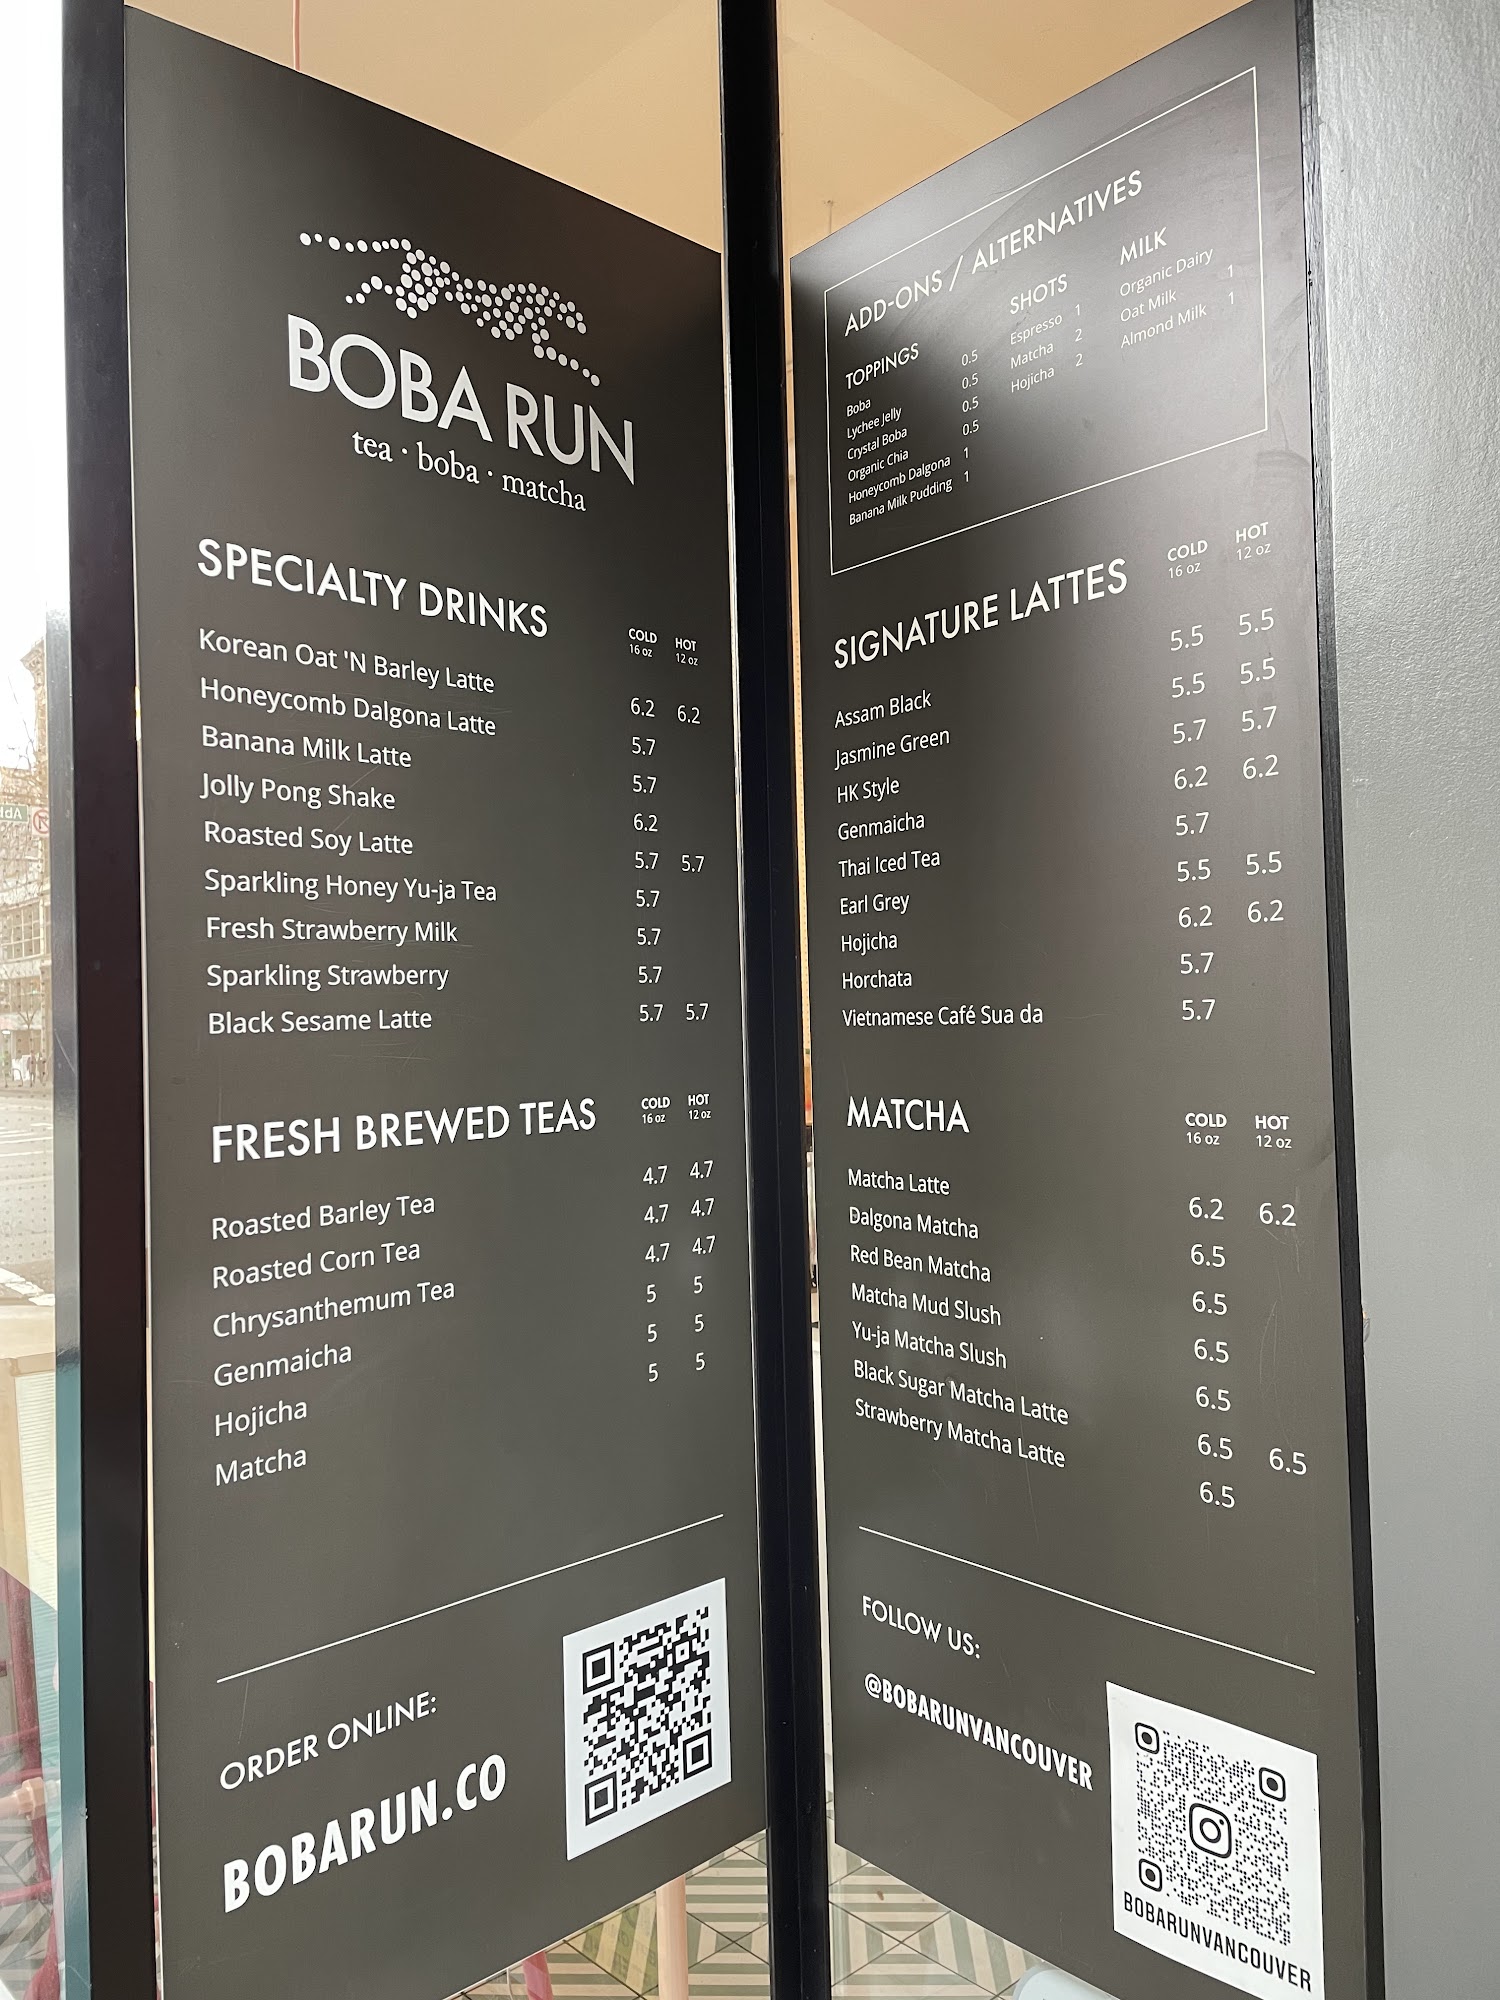 BOBA RUN
tea · boba · matcha
SPECIALTY DRINKS
COLD HOT
16 oz 12 oz
Korean Oat 'N Barley Latte 6.2 6.2
Honeycomb Dalgona Latte 5.7
Banana Milk Latte 5.7
Jolly Pong Shake 6.2
Roasted Soy Latte 5.7 5.7
Sparkling Honey Yu-ja Tea 5.7
Fresh Strawberry Milk 5.7
Sparkling Strawberry 5.7
Black Sesame Latte 5.7 5.7
FRESH BREWED TEAS
COLD HOT
16 oz 12 oz
Roasted Barley Tea 4.7 4.7
Roasted Corn Tea 4.7 4.7
Chrysanthemum Tea 4.7 4.7
Genmaicha 5 5
Hojicha 5 5
Matcha 5 5
ORDER ONLINE:
BOBARUN.CO
ADD-ONS / ALTERNATIVES
TOPPINGS
Boba 0.5
Lychee Jelly 0.5
Crystal Boba 0.5
Organic Chia 0.5
Honeycomb Dalgona 1
Banana Milk Pudding 1
SHOTS
Espresso 1
Matcha 2
Hojicha 2
MILK
Organic Dairy
Oat Milk 1
Almond Milk 1
SIGNATURE LATTES
COLD HOT
16 oz 12 oz
Assam Black 5.5 5.5
Jasmine Green 5.5 5.5
HK Style 5.7 5.7
Genmaicha 6.2 6.2
Thai Iced Tea 5.7
Earl Grey 5.5 5.5
Hojicha 6.2 6.2
Horchata 5.7
Vietnamese Café Sua da 5.7
MATCHA
COLD HOT
16 oz 12 oz
Matcha Latte 6.2 6.2
Dalgona Matcha 6.5
Red Bean Matcha 6.5
Matcha Mud Slush 6.5
Yu-ja Matcha Slush 6.5
Black Sugar Matcha Latte 6.5 6.5
Strawberry Matcha Latte 6.5
FOLLOW US:
@BOBARUNVANCOUVER
BOBARUNVANCOUVER